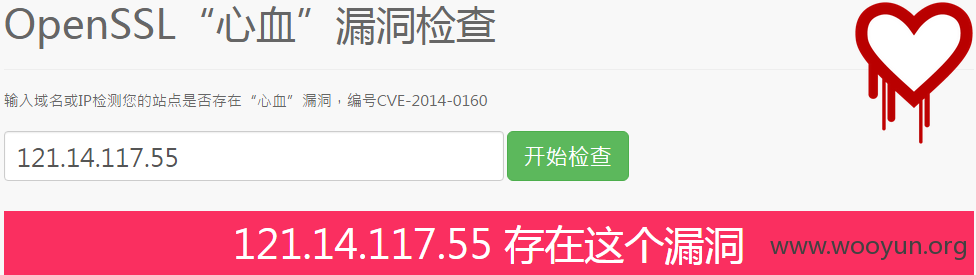 OpenSSL“心血”漏洞检查
输入域名或IP检测您的站点是否存在“心血”漏洞，编号CVE-2014-0160
121.14.117.55
开始检查
121.14.117.55 存在这个漏洞
www.wooyun.org